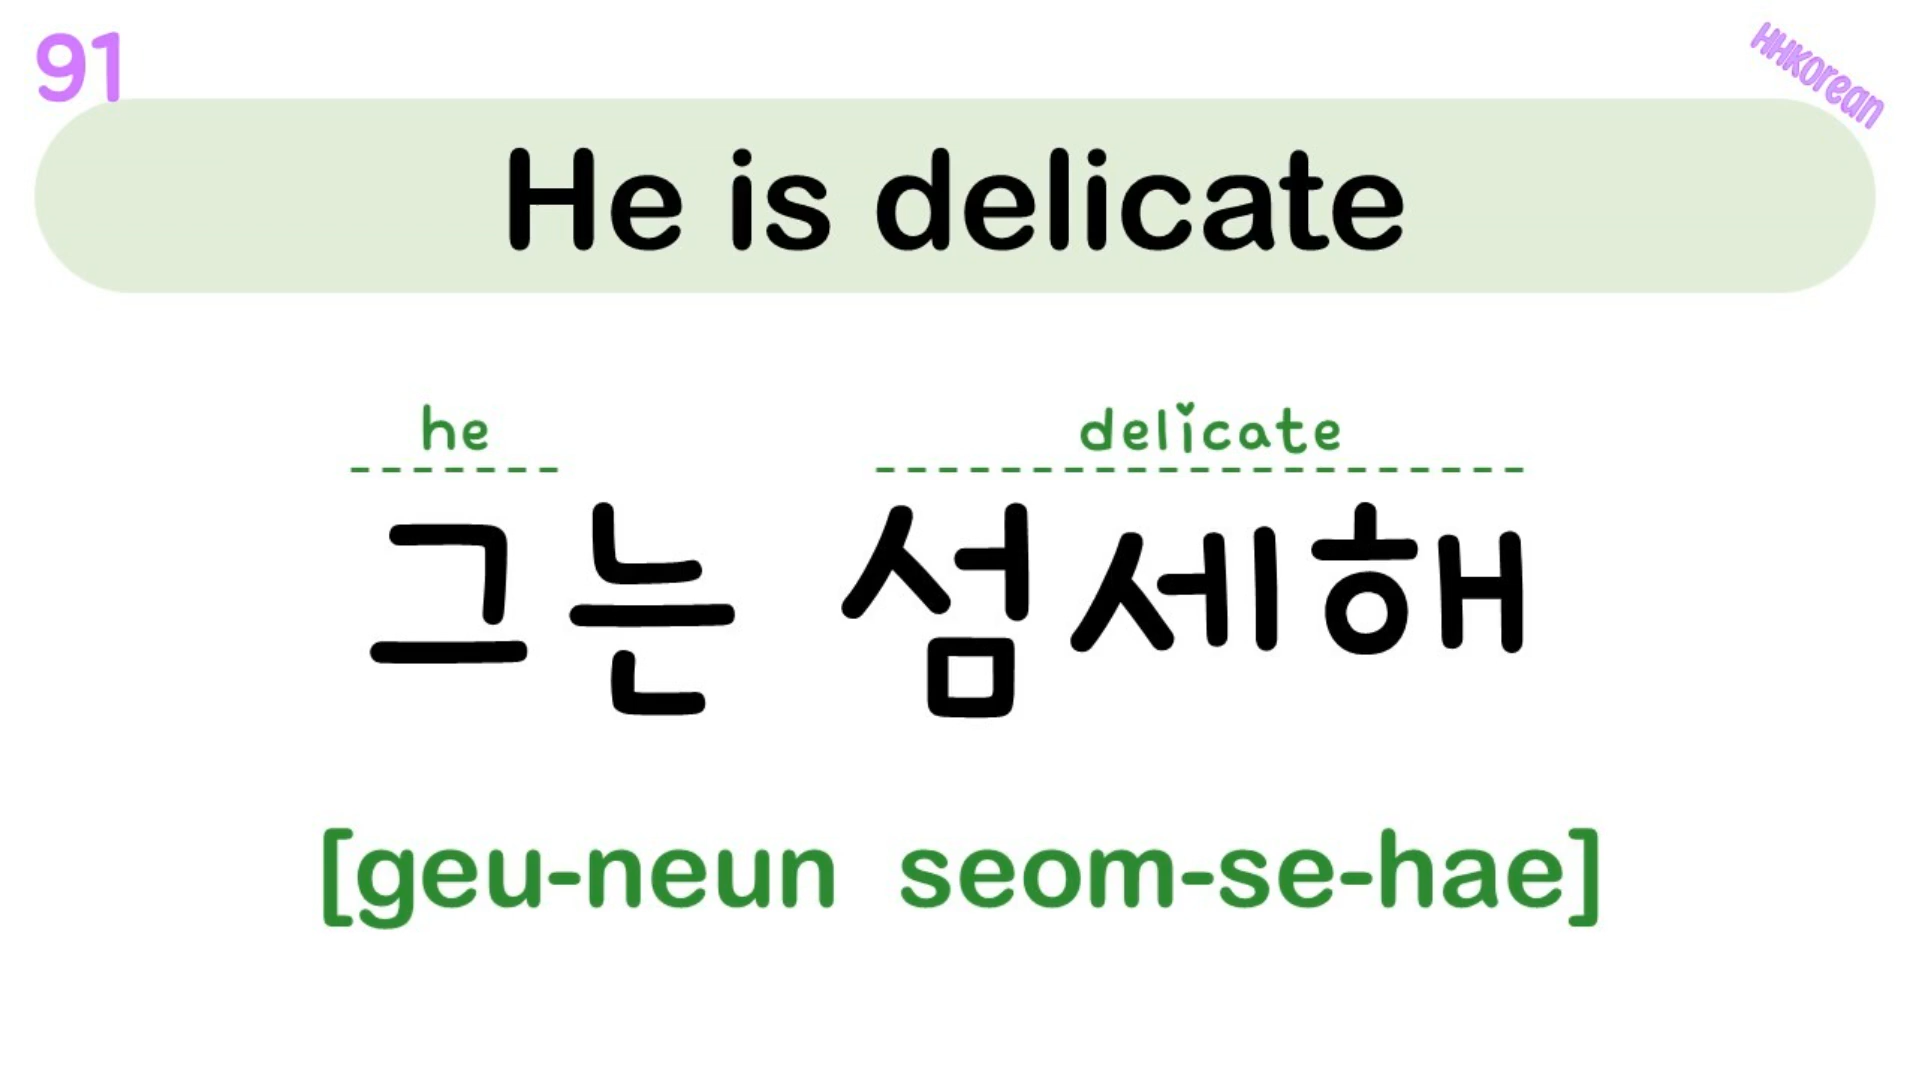 91
HHKorean
He is delicate
he delicate
그는 섬세해
[geu-neun seom-se-hae]